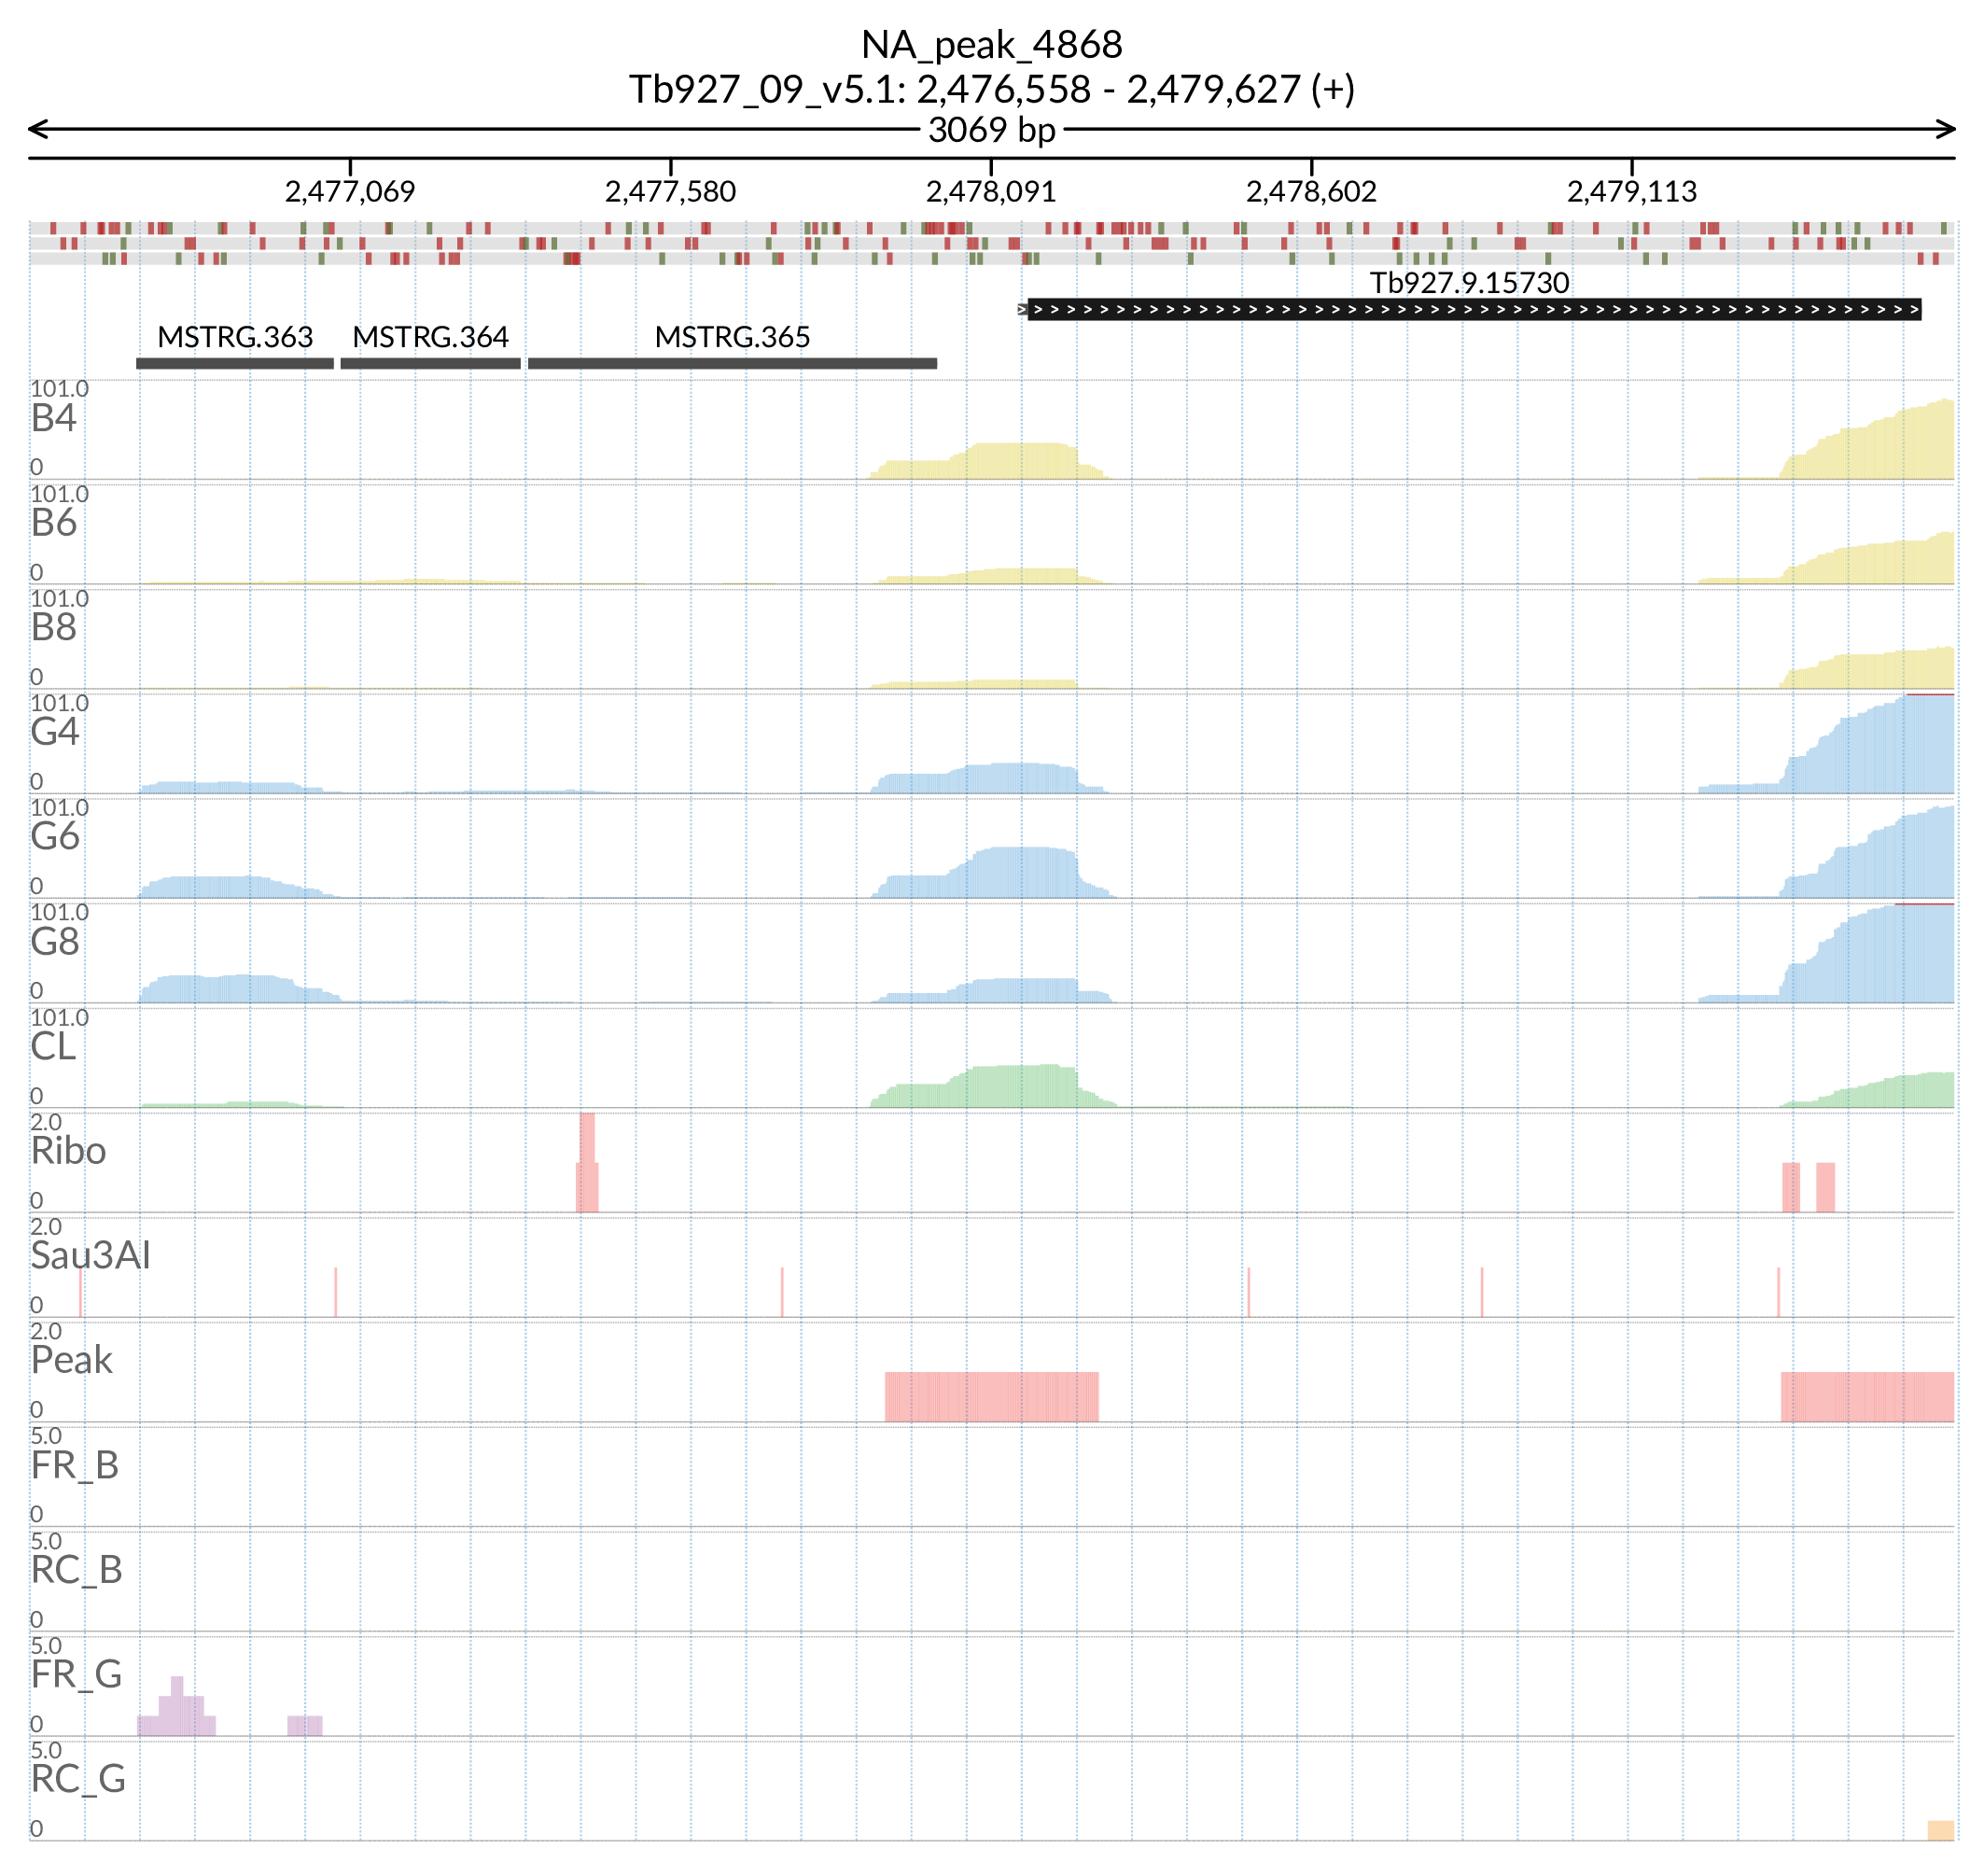 NA_peak_4868
Tb927_09_v5.1: 2,476,558 - 2,479,627 (+)
3069 bp
2,477,069 2,477,580 2,478,091 2,478,602 2,479,113
Tb927.9.15730
MSTRG.363 MSTRG.364 MSTRG.365
101.0
B4
0
101.0
B6
0
101.0
B8
0
101.0
G4
0
101.0
G6
0
101.0
G8
0
101.0
CL
0
2.0
Ribo
0
2.0
Sau3AI
0
2.0
Peak
0
5.0
FR_B
0
5.0
RC_B
0
5.0
FR_G
0
5.0
RC_G
0